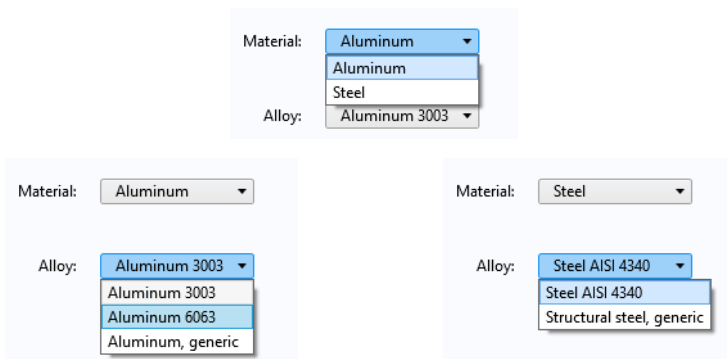 Material: Aluminum
Aluminum
Steel
Alloy: Aluminum 3003
Material: Aluminum
Alloy: Aluminum 3003
Aluminum 3003
Aluminum 6063
Aluminum, generic
Material: Steel
Alloy: Steel AISI 4340
Steel AISI 4340
Structural steel, generic